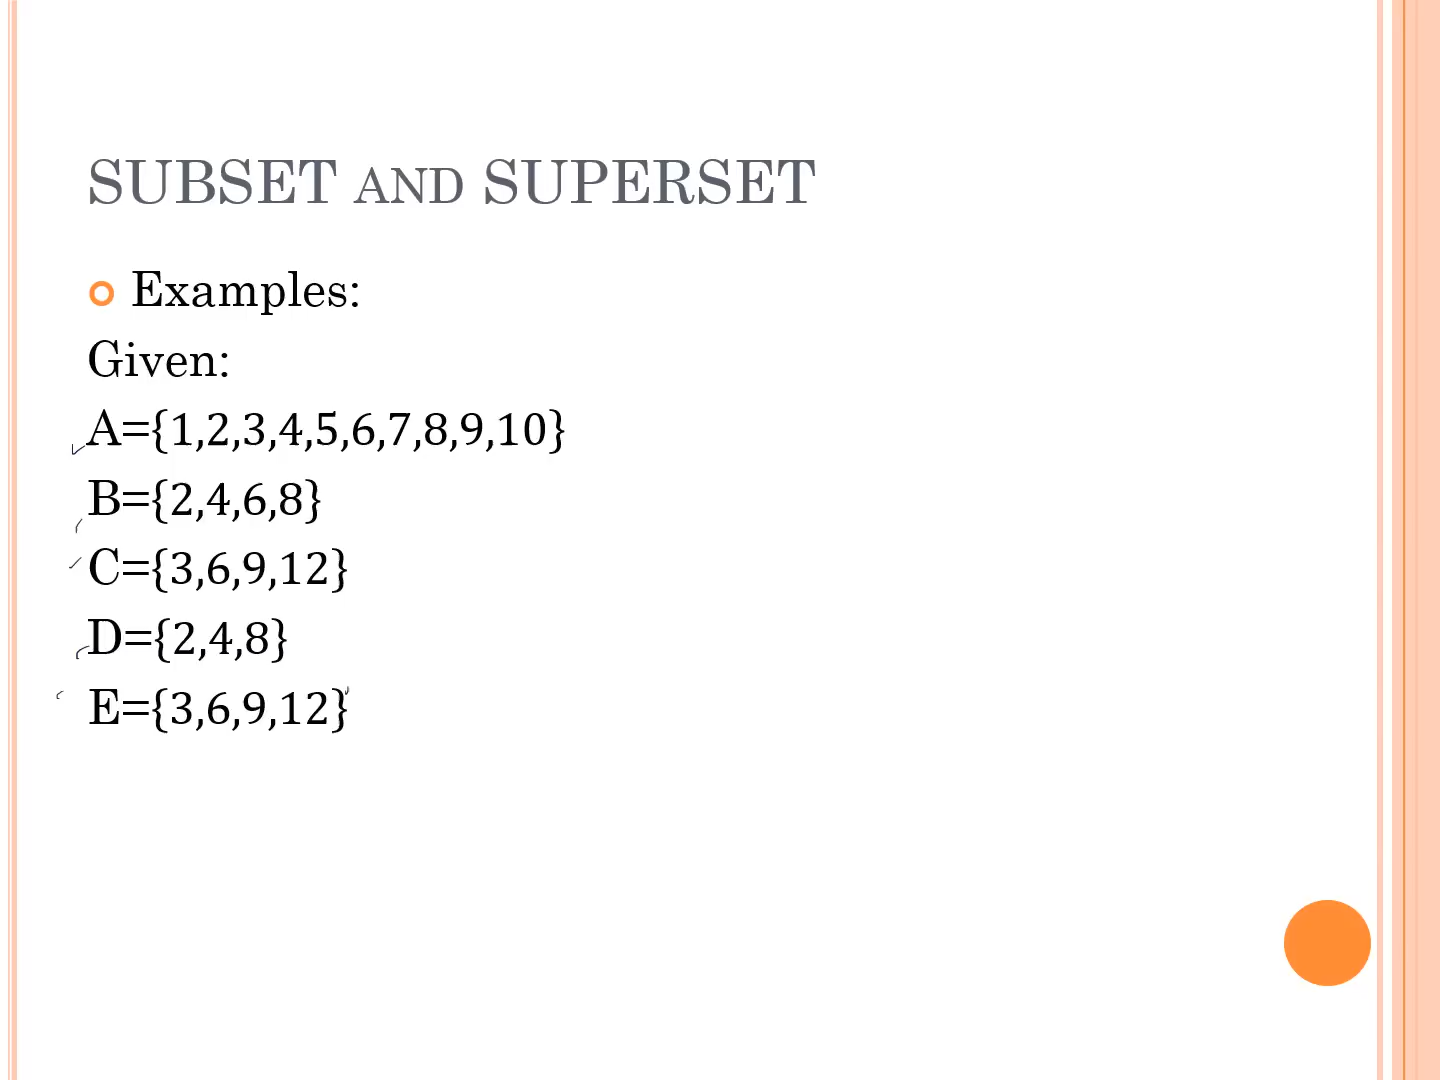 SUBSET AND SUPERSET
Examples:
Given:
A={1,2,3,4,5,6,7,8,9,10}
B={2,4,6,8}
C={3,6,9,12}
D={2,4,8}
E={3,6,9,12}